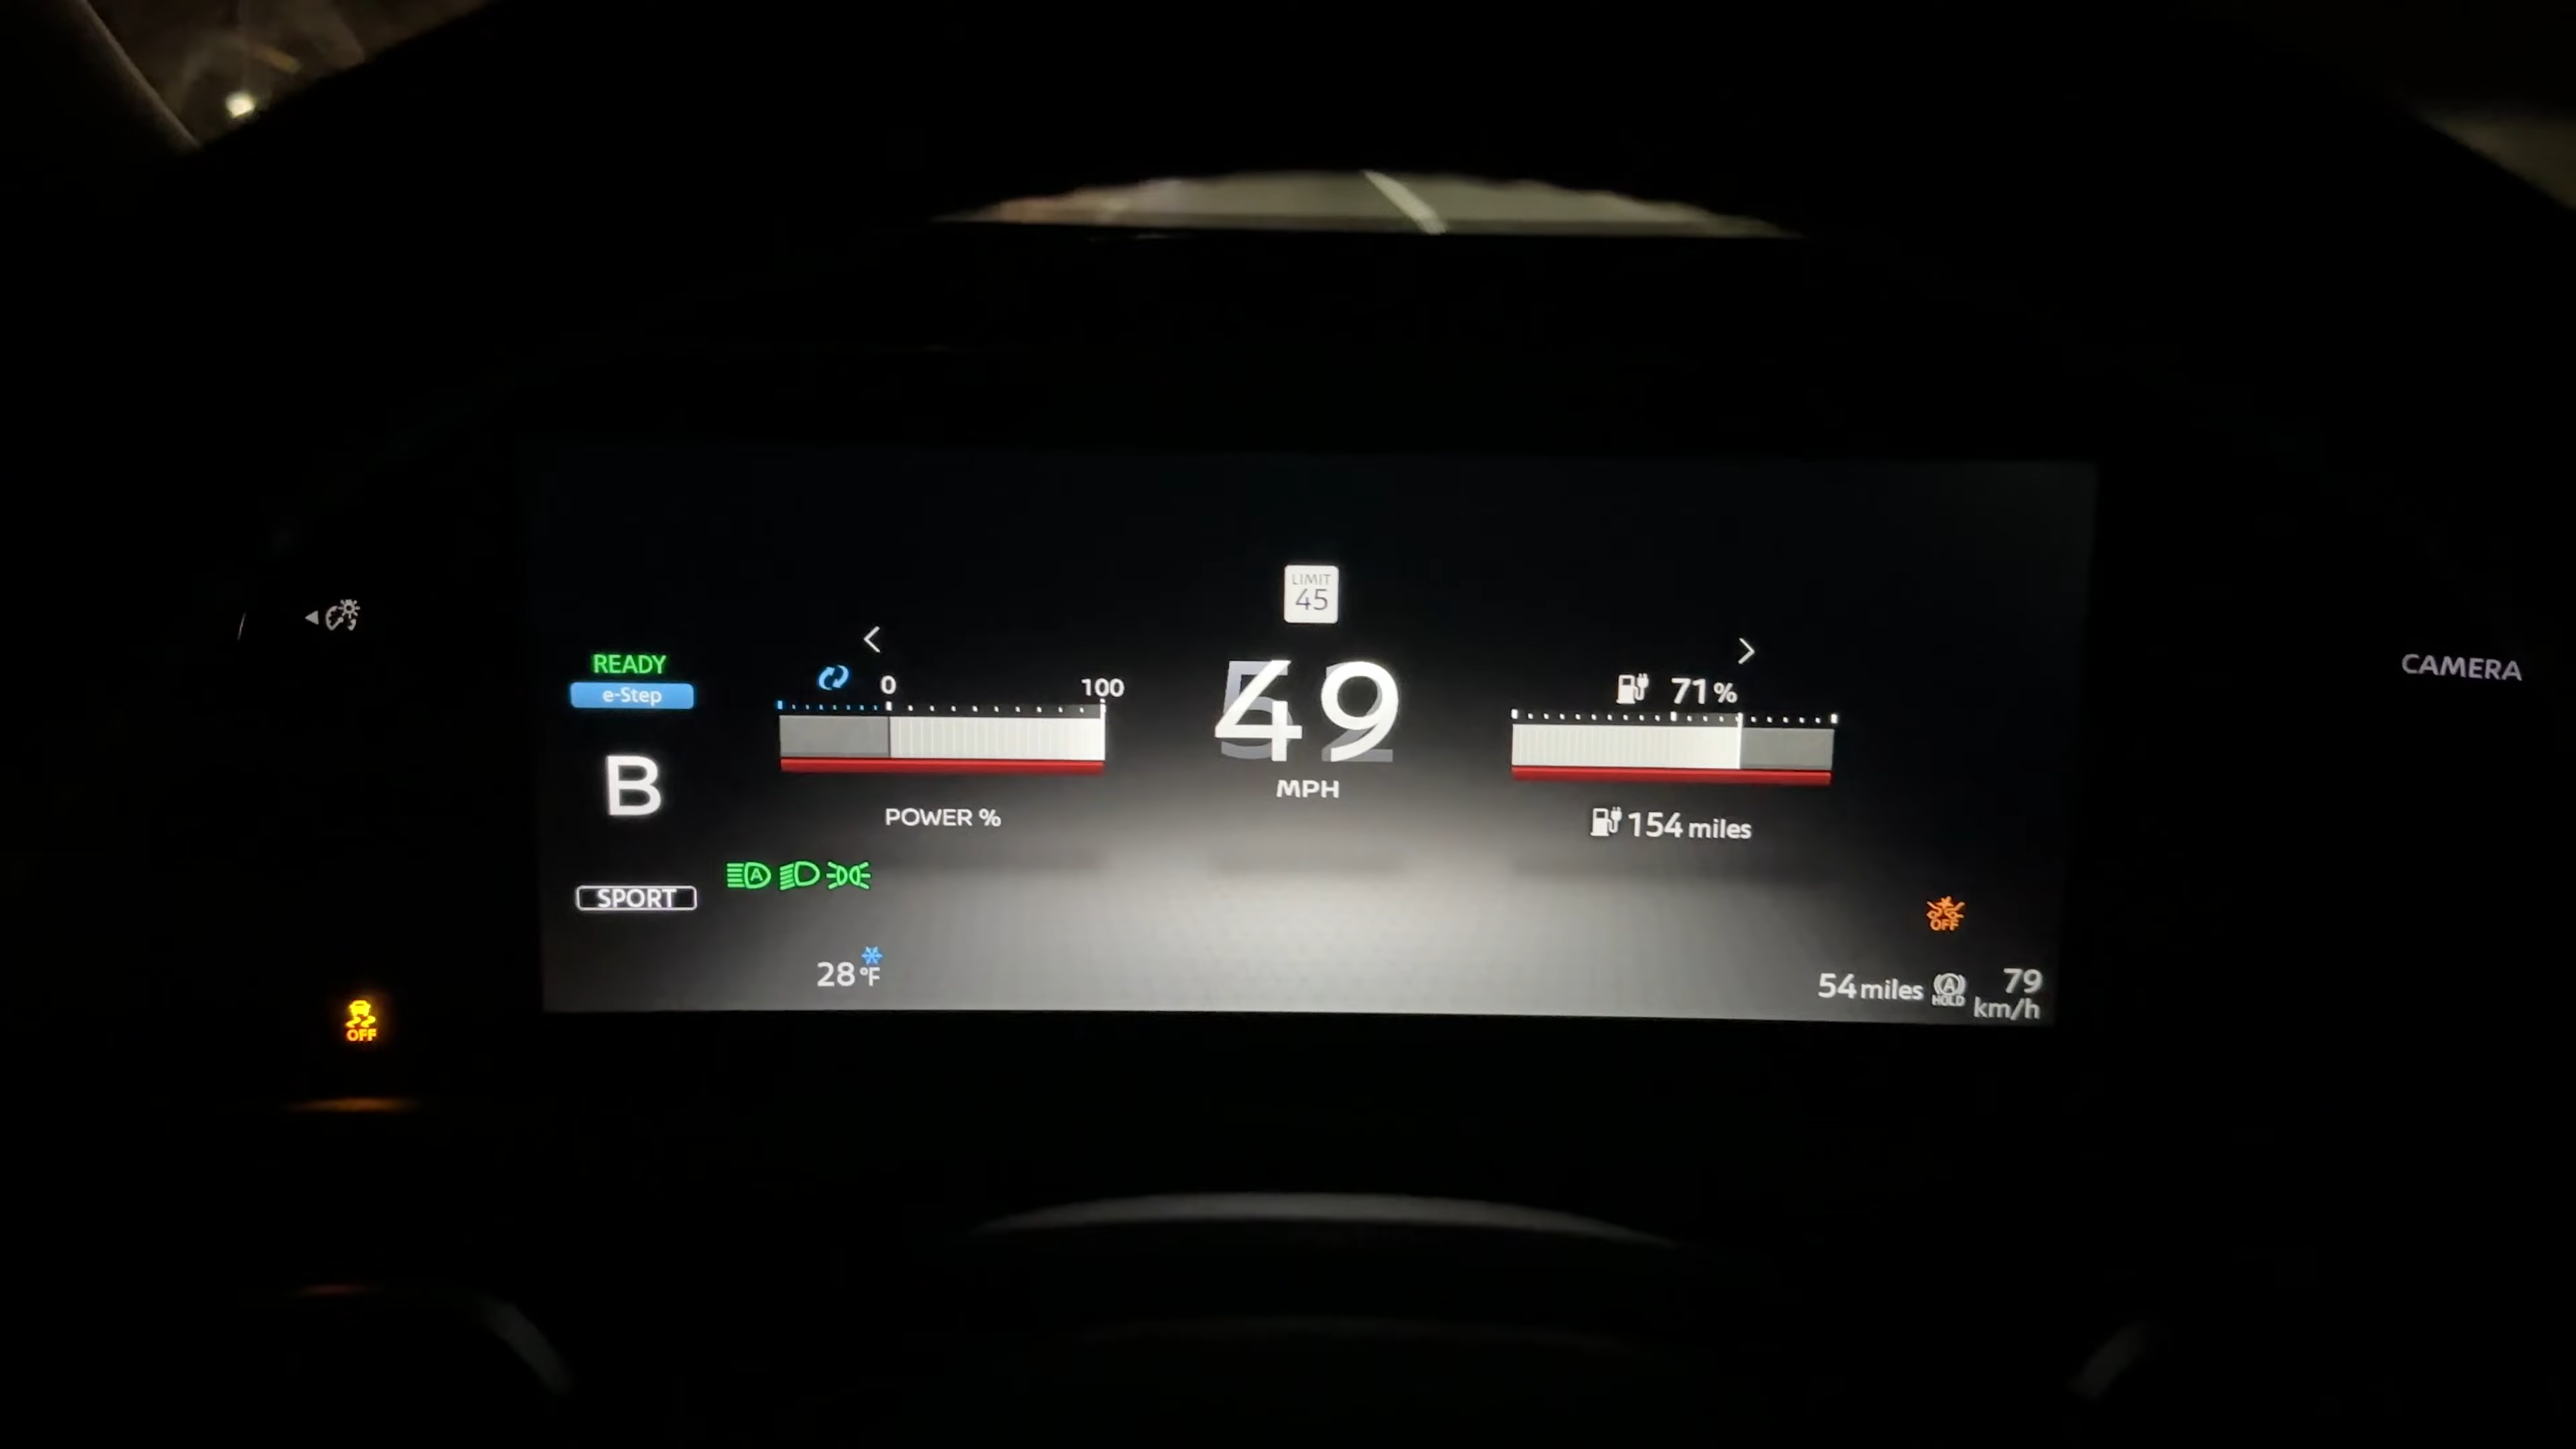 LIMIT
45
READY
e-Step
0
100
49
71%
CAMERA
B
MPH
POWER %
154 miles
SPORT
OFF
28 °F
54 miles
A
HOLD
79
km/h
OFF